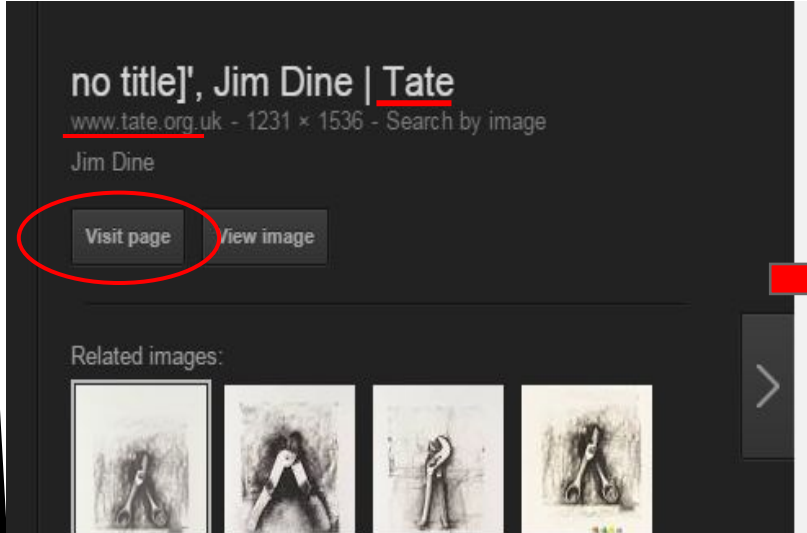 no title]', Jim Dine | Tate
www.tate.org.uk - 1231 × 1536 - Search by image
Jim Dine
Visit page View image
Related images: